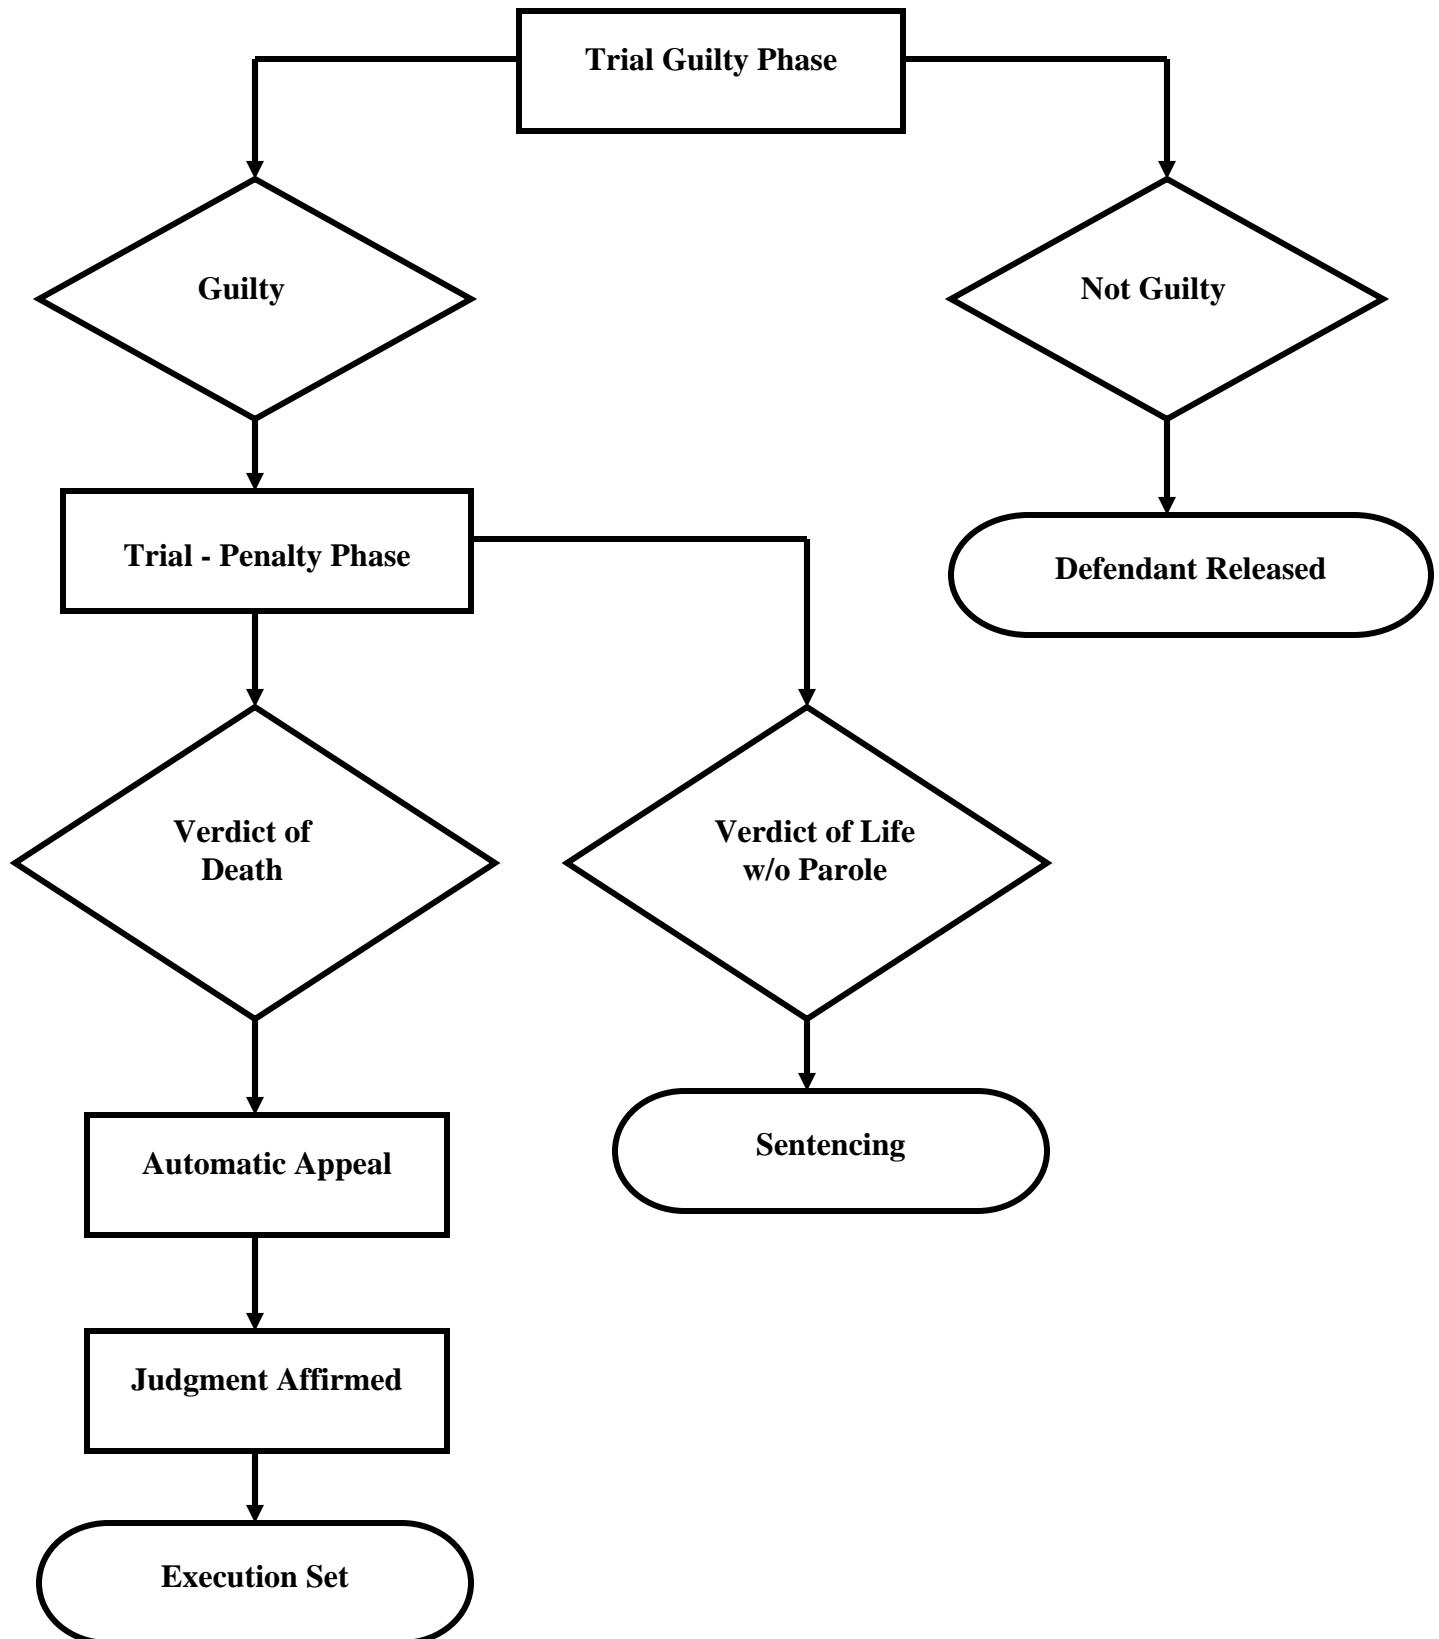 Trial Guilty Phase
Guilty
Not Guilty
Trial - Penalty Phase
Defendant Released
Verdict of
Death
Verdict of Life
w/o Parole
Automatic Appeal
Sentencing
Judgment Affirmed
Execution Set